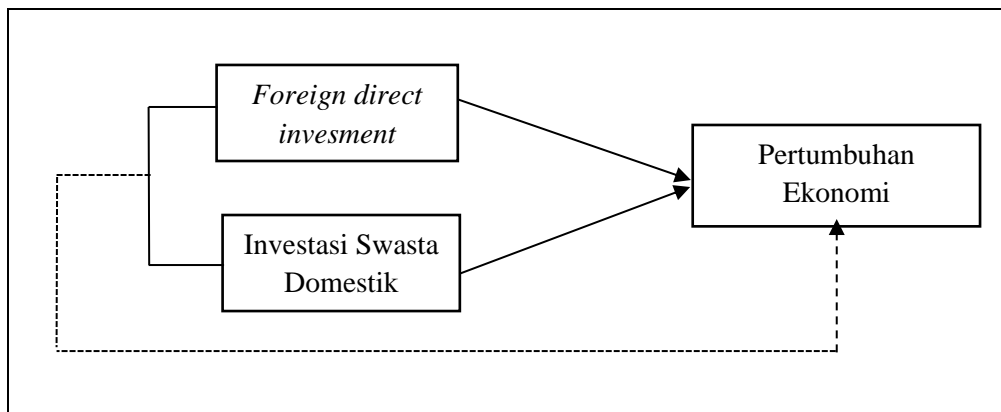 Foreign direct
invesment
Pertumbuhan
Ekonomi
Investasi Swasta
Domestik